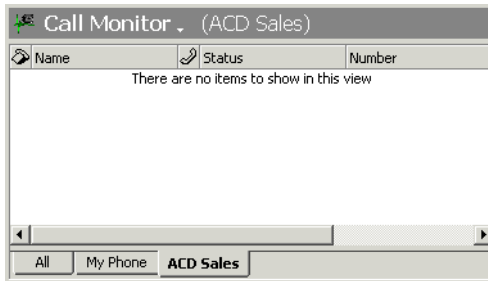 Call Monitor. (ACD Sales)
Name Status Number
There are no items to show in this view
All My Phone ACD Sales